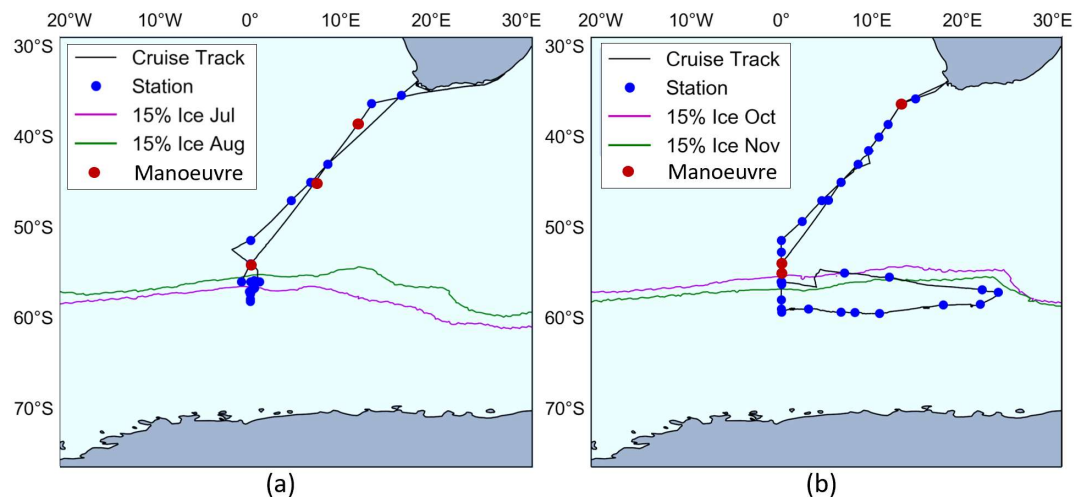 20°W 10°W 0° 10°E 20°E 30°E
30°S
40°S
50°S
60°S
70°S
Cruise Track
Station
15% Ice Jul
15% Ice Aug
Manoeuvre
(a)
20°W 10°W 0° 10°E 20°E 30°E
30°S
40°S
50°S
60°S
70°S
Cruise Track
Station
15% Ice Oct
15% Ice Nov
Manoeuvre
(b)